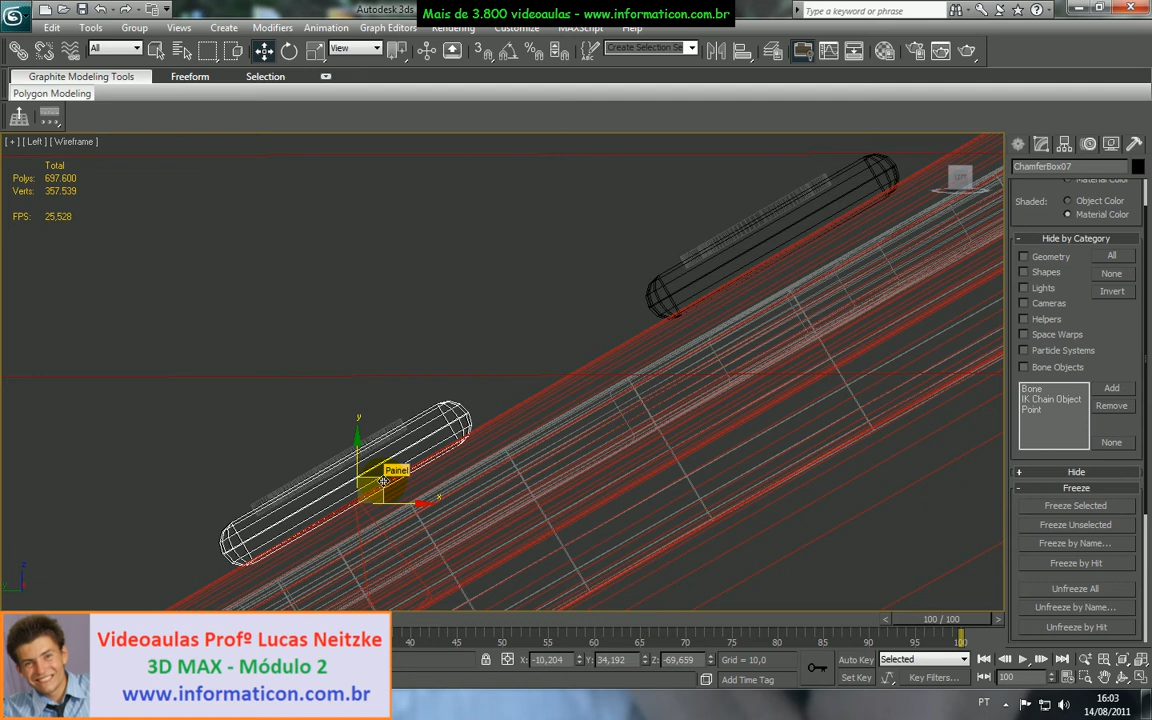 Autodesk 3ds
Mais de 3.800 videoaulas - www.informaticon.com.br
Type a keyword or phrase
Edit Tools Group Views Create Modifiers Animation Graph Editors Rendering Customize MAXScript Help
All
View
Create Selection Se
Graphite Modeling Tools Freeform Selection
Polygon Modeling
[ + ] [ Left ] [ Wireframe ]
Total
Polys: 697.600
Verts: 357.539
FPS: 25,528
ChamferBox07
Material Color
Shaded:
Object Color
Material Color
Hide by Category
Geometry
All
Shapes
None
Lights
Invert
Cameras
Helpers
Space Warps
Particle Systems
Bone Objects
Bone
IK Chain Object
Point
Add
Remove
None
Hide
Freeze
Freeze Selected
Freeze Unselected
Freeze by Name...
Freeze by Hit
Unfreeze All
Unfreeze by Name...
Unfreeze by Hit
y
Painel
x
z
100 / 100
40 45 50 55 60 65 70 75 80 85 90 95 100
X: -10,204 Y: 34,192 Z: -69,659 Grid = 10,0
Auto Key
Selected
Add Time Tag
Set Key
Key Filters...
100
Videoaulas Profº Lucas Neitzke
3D MAX - Módulo 2
www.informaticon.com.br
PT
16:03
14/08/2011